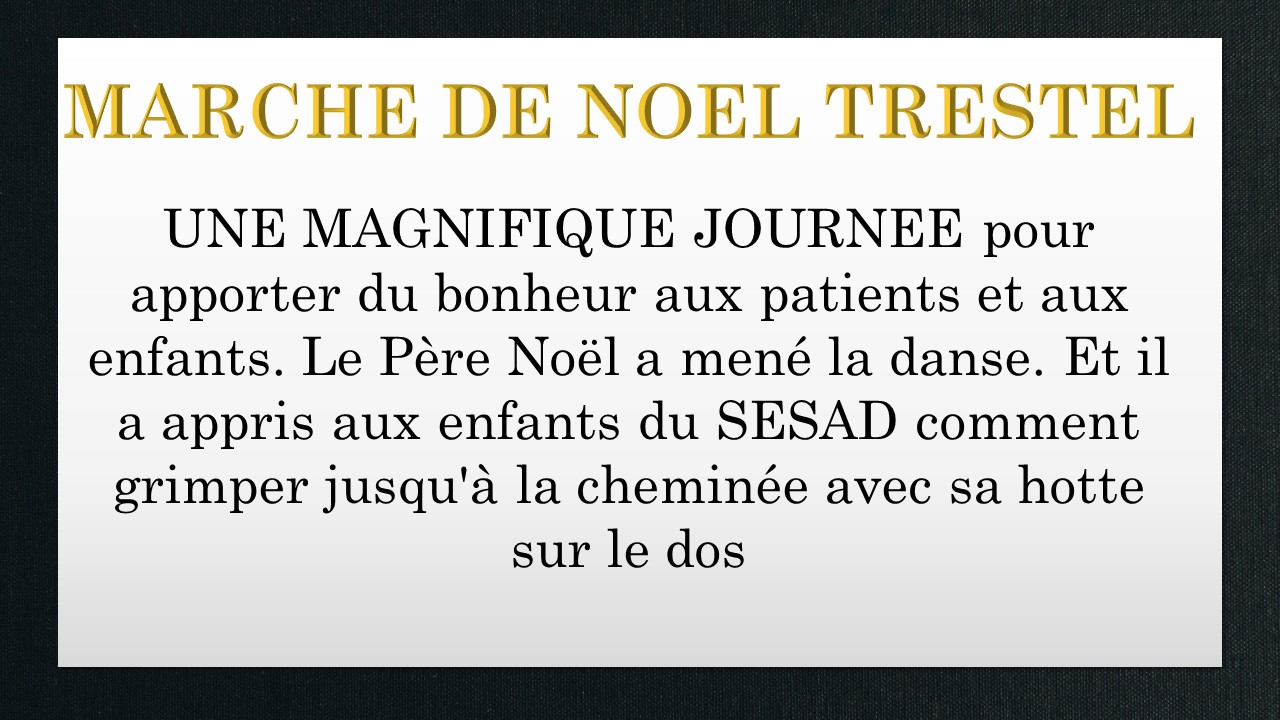 MARCHE DE NOEL TRESTEL
UNE MAGNIFIQUE JOURNEE pour
apporter du bonheur aux patients et aux
enfants. Le Père Noël a mené la danse. Et il
a appris aux enfants du SESAD comment
grimper jusqu'à la cheminée avec sa hotte
sur le dos